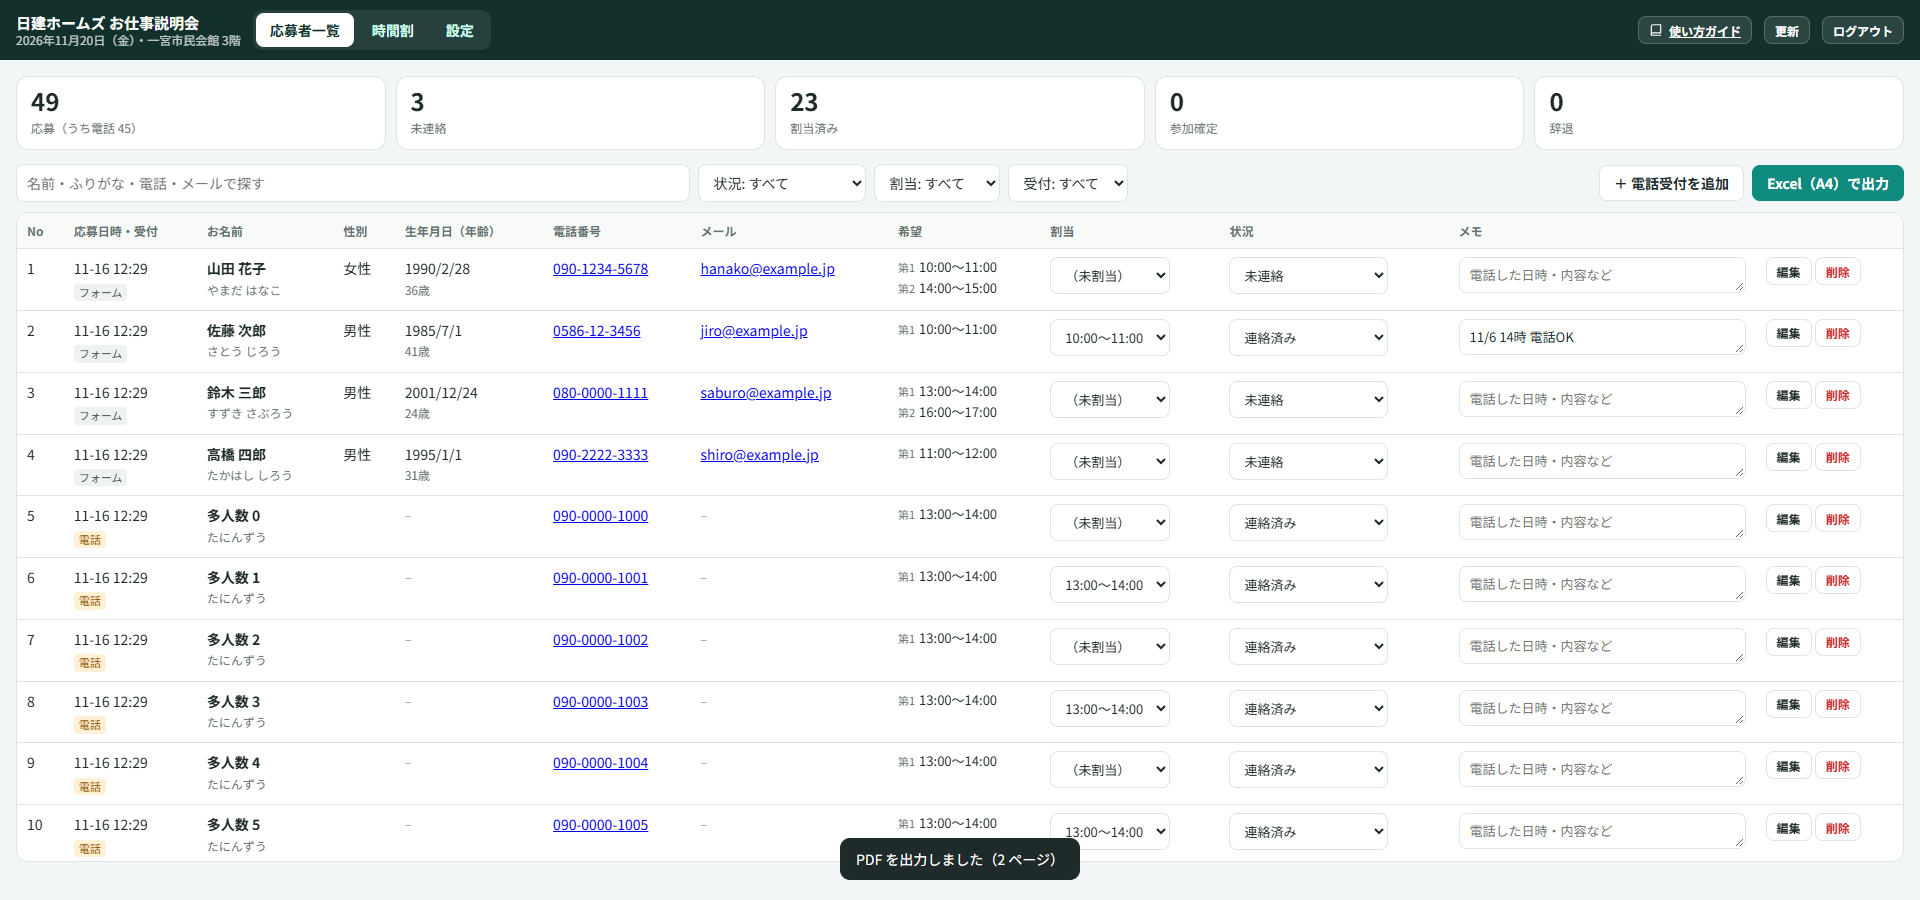 日建ホームズ お仕事説明会
2026年11月20日（金）・一宮市民会館 3階
応募者一覧 時間割 設定
使い方ガイド 更新 ログアウト
49 3 23 0 0
応募（うち電話 45） 未連絡 割当済み 参加確定 辞退
名前・ふりがな・電話・メールで探す 状況: すべて 割当: すべて 受付: すべて ＋ 電話受付を追加 Excel（A4）で出力
No 応募日時・受付 お名前 性別 生年月日（年齢） 電話番号 メール 希望 割当 状況 メモ
1 11-16 12:29 山田 花子 女性 1990/2/28 090-1234-5678 hanako@example.jp 第1 10:00〜11:00 （未割当） 未連絡 電話した日時・内容など 編集 削除
フォーム やまだ はなこ 36歳 第2 14:00〜15:00
2 11-16 12:29 佐藤 次郎 男性 1985/7/1 0586-12-3456 jiro@example.jp 第1 10:00〜11:00 10:00〜11:00 連絡済み 11/6 14時 電話OK 編集 削除
フォーム さとう じろう 41歳
3 11-16 12:29 鈴木 三郎 男性 2001/12/24 080-0000-1111 saburo@example.jp 第1 13:00〜14:00 （未割当） 未連絡 電話した日時・内容など 編集 削除
フォーム すずき さぶろう 24歳 第2 16:00〜17:00
4 11-16 12:29 高橋 四郎 男性 1995/1/1 090-2222-3333 shiro@example.jp 第1 11:00〜12:00 （未割当） 未連絡 電話した日時・内容など 編集 削除
フォーム たかはし しろう 31歳
5 11-16 12:29 多人数 0 – 090-0000-1000 – 第1 13:00〜14:00 （未割当） 連絡済み 電話した日時・内容など 編集 削除
電話 たにんずう
6 11-16 12:29 多人数 1 – 090-0000-1001 – 第1 13:00〜14:00 13:00〜14:00 連絡済み 電話した日時・内容など 編集 削除
電話 たにんずう
7 11-16 12:29 多人数 2 – 090-0000-1002 – 第1 13:00〜14:00 （未割当） 連絡済み 電話した日時・内容など 編集 削除
電話 たにんずう
8 11-16 12:29 多人数 3 – 090-0000-1003 – 第1 13:00〜14:00 13:00〜14:00 連絡済み 電話した日時・内容など 編集 削除
電話 たにんずう
9 11-16 12:29 多人数 4 – 090-0000-1004 – 第1 13:00〜14:00 （未割当） 連絡済み 電話した日時・内容など 編集 削除
電話 たにんずう
10 11-16 12:29 多人数 5 – 090-0000-1005 – 第1 13:00〜14:00 13:00〜14:00 連絡済み 電話した日時・内容など 編集 削除
電話 たにんずう
PDF を出力しました（2 ページ）